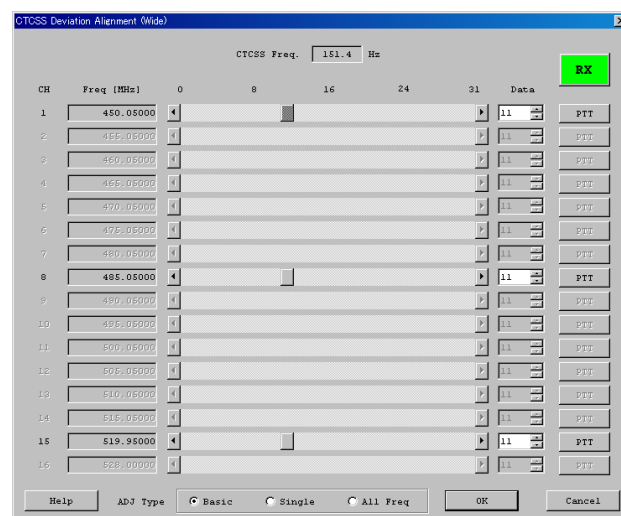 CTCSS Deviation Alignment (Wide)
CTCSS Freq. 151.4 Hz
RX
CH Freq [MHz] 0 8 16 24 31 Data
1 450.05000 11 PTT
2 455.05000 11 PTT
3 460.05000 11 PTT
4 465.05000 11 PTT
5 470.05000 11 PTT
6 475.05000 11 PTT
7 480.05000 11 PTT
8 485.05000 11 PTT
9 490.05000 11 PTT
10 495.05000 11 PTT
11 500.05000 11 PTT
12 505.05000 11 PTT
13 510.05000 11 PTT
14 515.05000 11 PTT
15 519.95000 11 PTT
16 528.00000 11 PTT
Help ADJ Type Basic Single All Freq OK Cancel